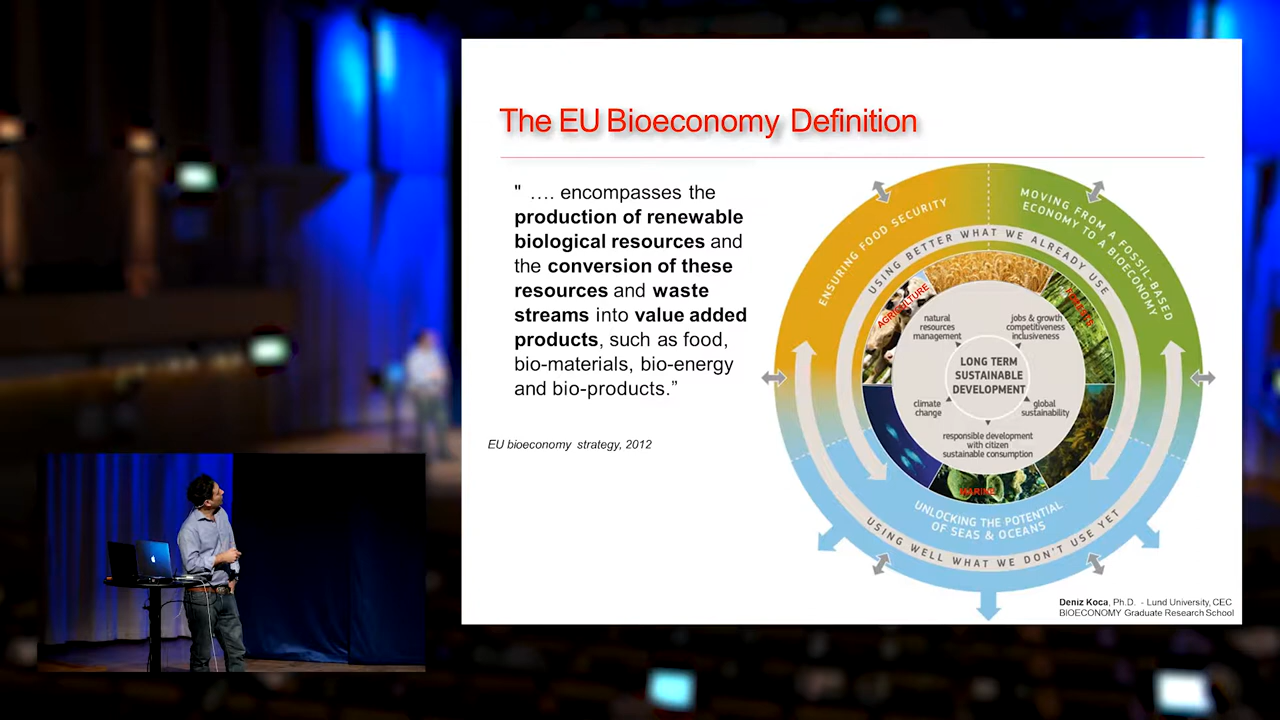 The EU Bioeconomy Definition
" …. encompasses the
production of renewable
biological resources and
the conversion of these
resources and waste
streams into value added
products, such as food,
bio-materials, bio-energy
and bio-products.”
EU bioeconomy strategy, 2012
ENSURING FOOD SECURITY
MOVING FROM A FOSSIL-BASED
ECONOMY TO A BIOECONOMY
USING BETTER WHAT WE ALREADY USE
AGRICULTURE
natural
resources
management
jobs & growth
competitiveness
inclusiveness
LONG TERM
SUSTAINABLE
DEVELOPMENT
climate
change
global
sustainability
responsible development
with citizen
sustainable consumption
MARINE
UNLOCKING THE POTENTIAL
OF SEAS & OCEANS
USING WELL WHAT WE DON'T USE YET
Deniz Koca, Ph.D. - Lund University, CEC
BIOECONOMY Graduate Research School